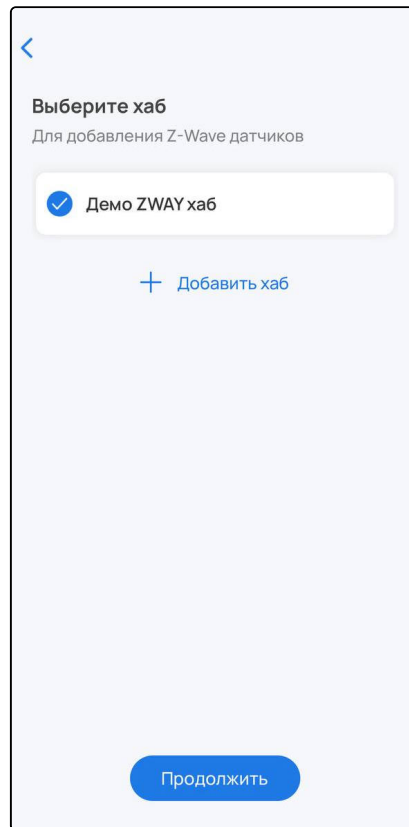 Выберите хаб
Для добавления Z-Wave датчиков
Демо ZWAY хаб
Добавить хаб
Продолжить